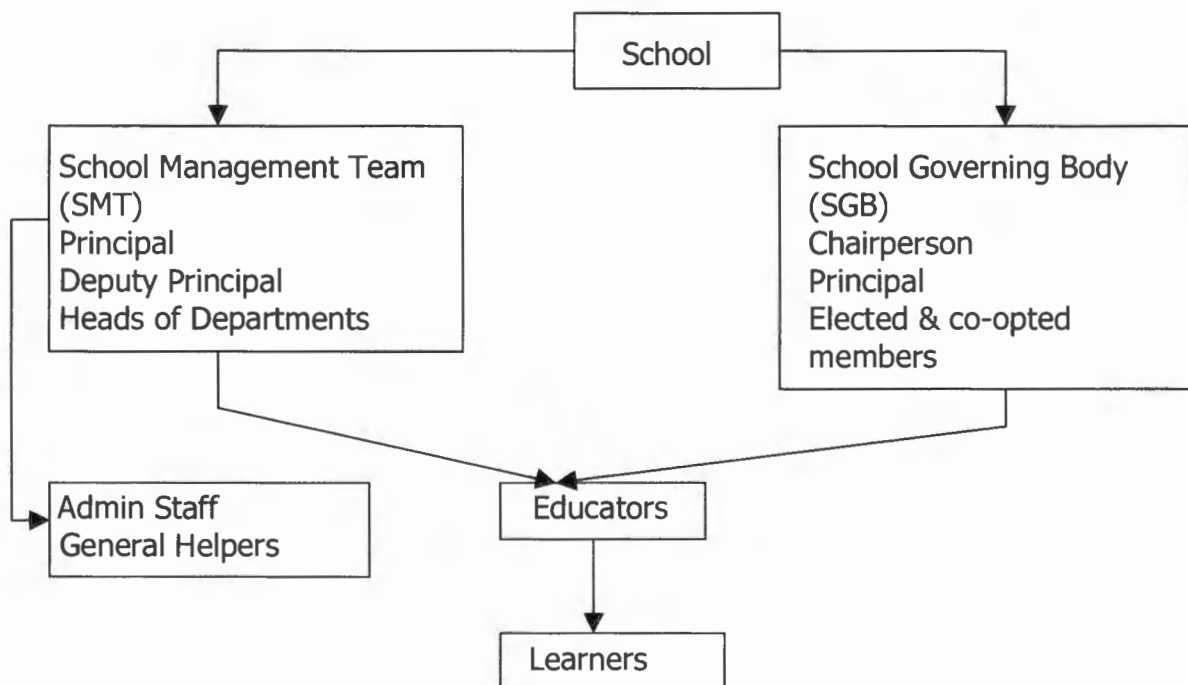 School
School Management Team
(SMT)
Principal
Deputy Principal
Heads of Departments
School Governing Body
(SGB)
Chairperson
Principal
Elected & co-opted
members
Admin Staff
General Helpers
Educators
Learners